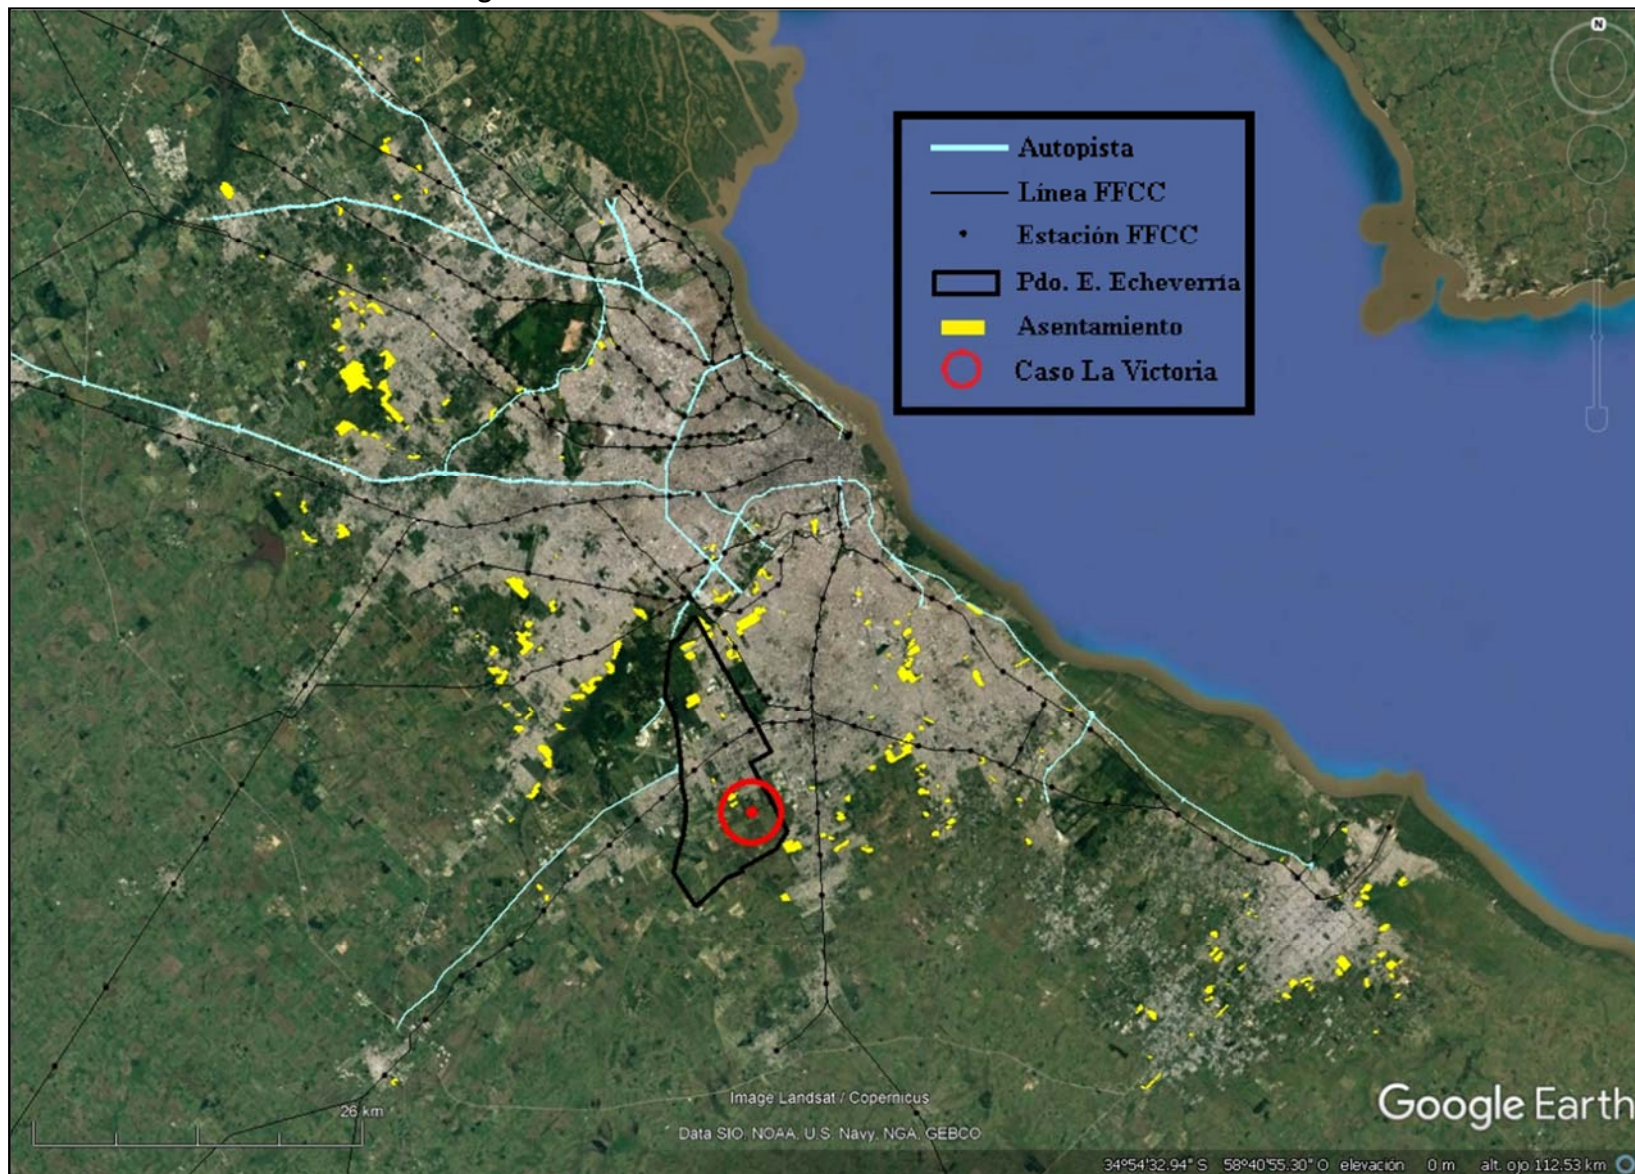 N
Autopista
Línea FFCC
Estación FFCC
Pdo. E. Echeverría
Asentamiento
Caso La Victoria
26 km
Image Landsat / Copernicus
Data SIO, NOAA, U.S. Navy, NGA, GEBCO
Google Earth
34°54'32.94" S 58°40'55.30" O elevación 0 m alt. ojo 112.53 km